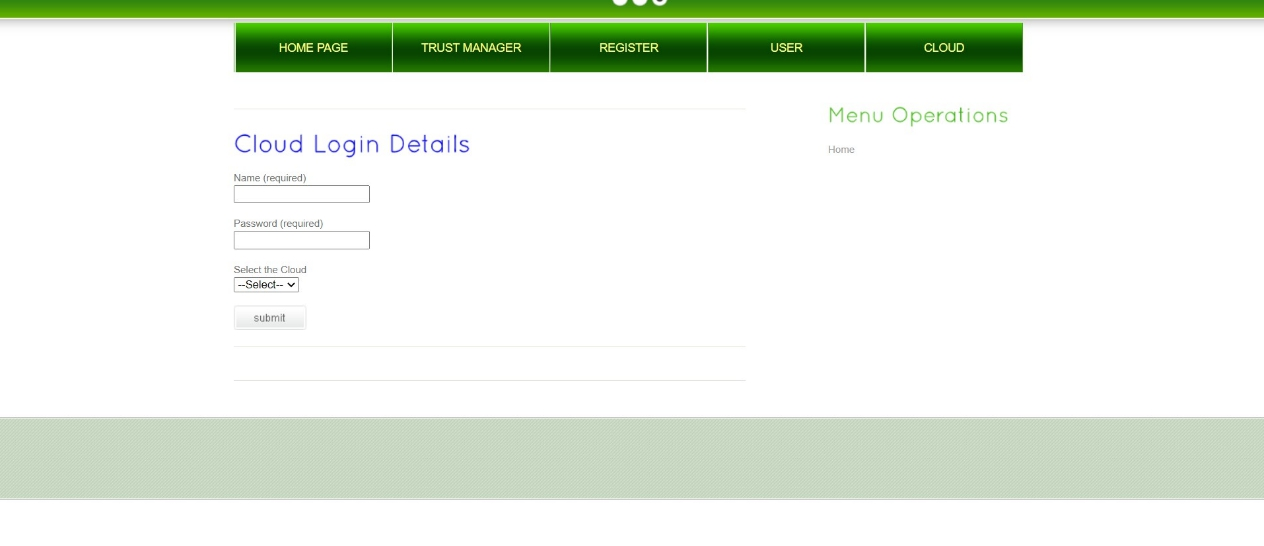 HOME PAGE TRUST MANAGER REGISTER USER CLOUD
Menu Operations
Home
Cloud Login Details
Name (required)
Password (required)
Select the Cloud
--Select--
submit